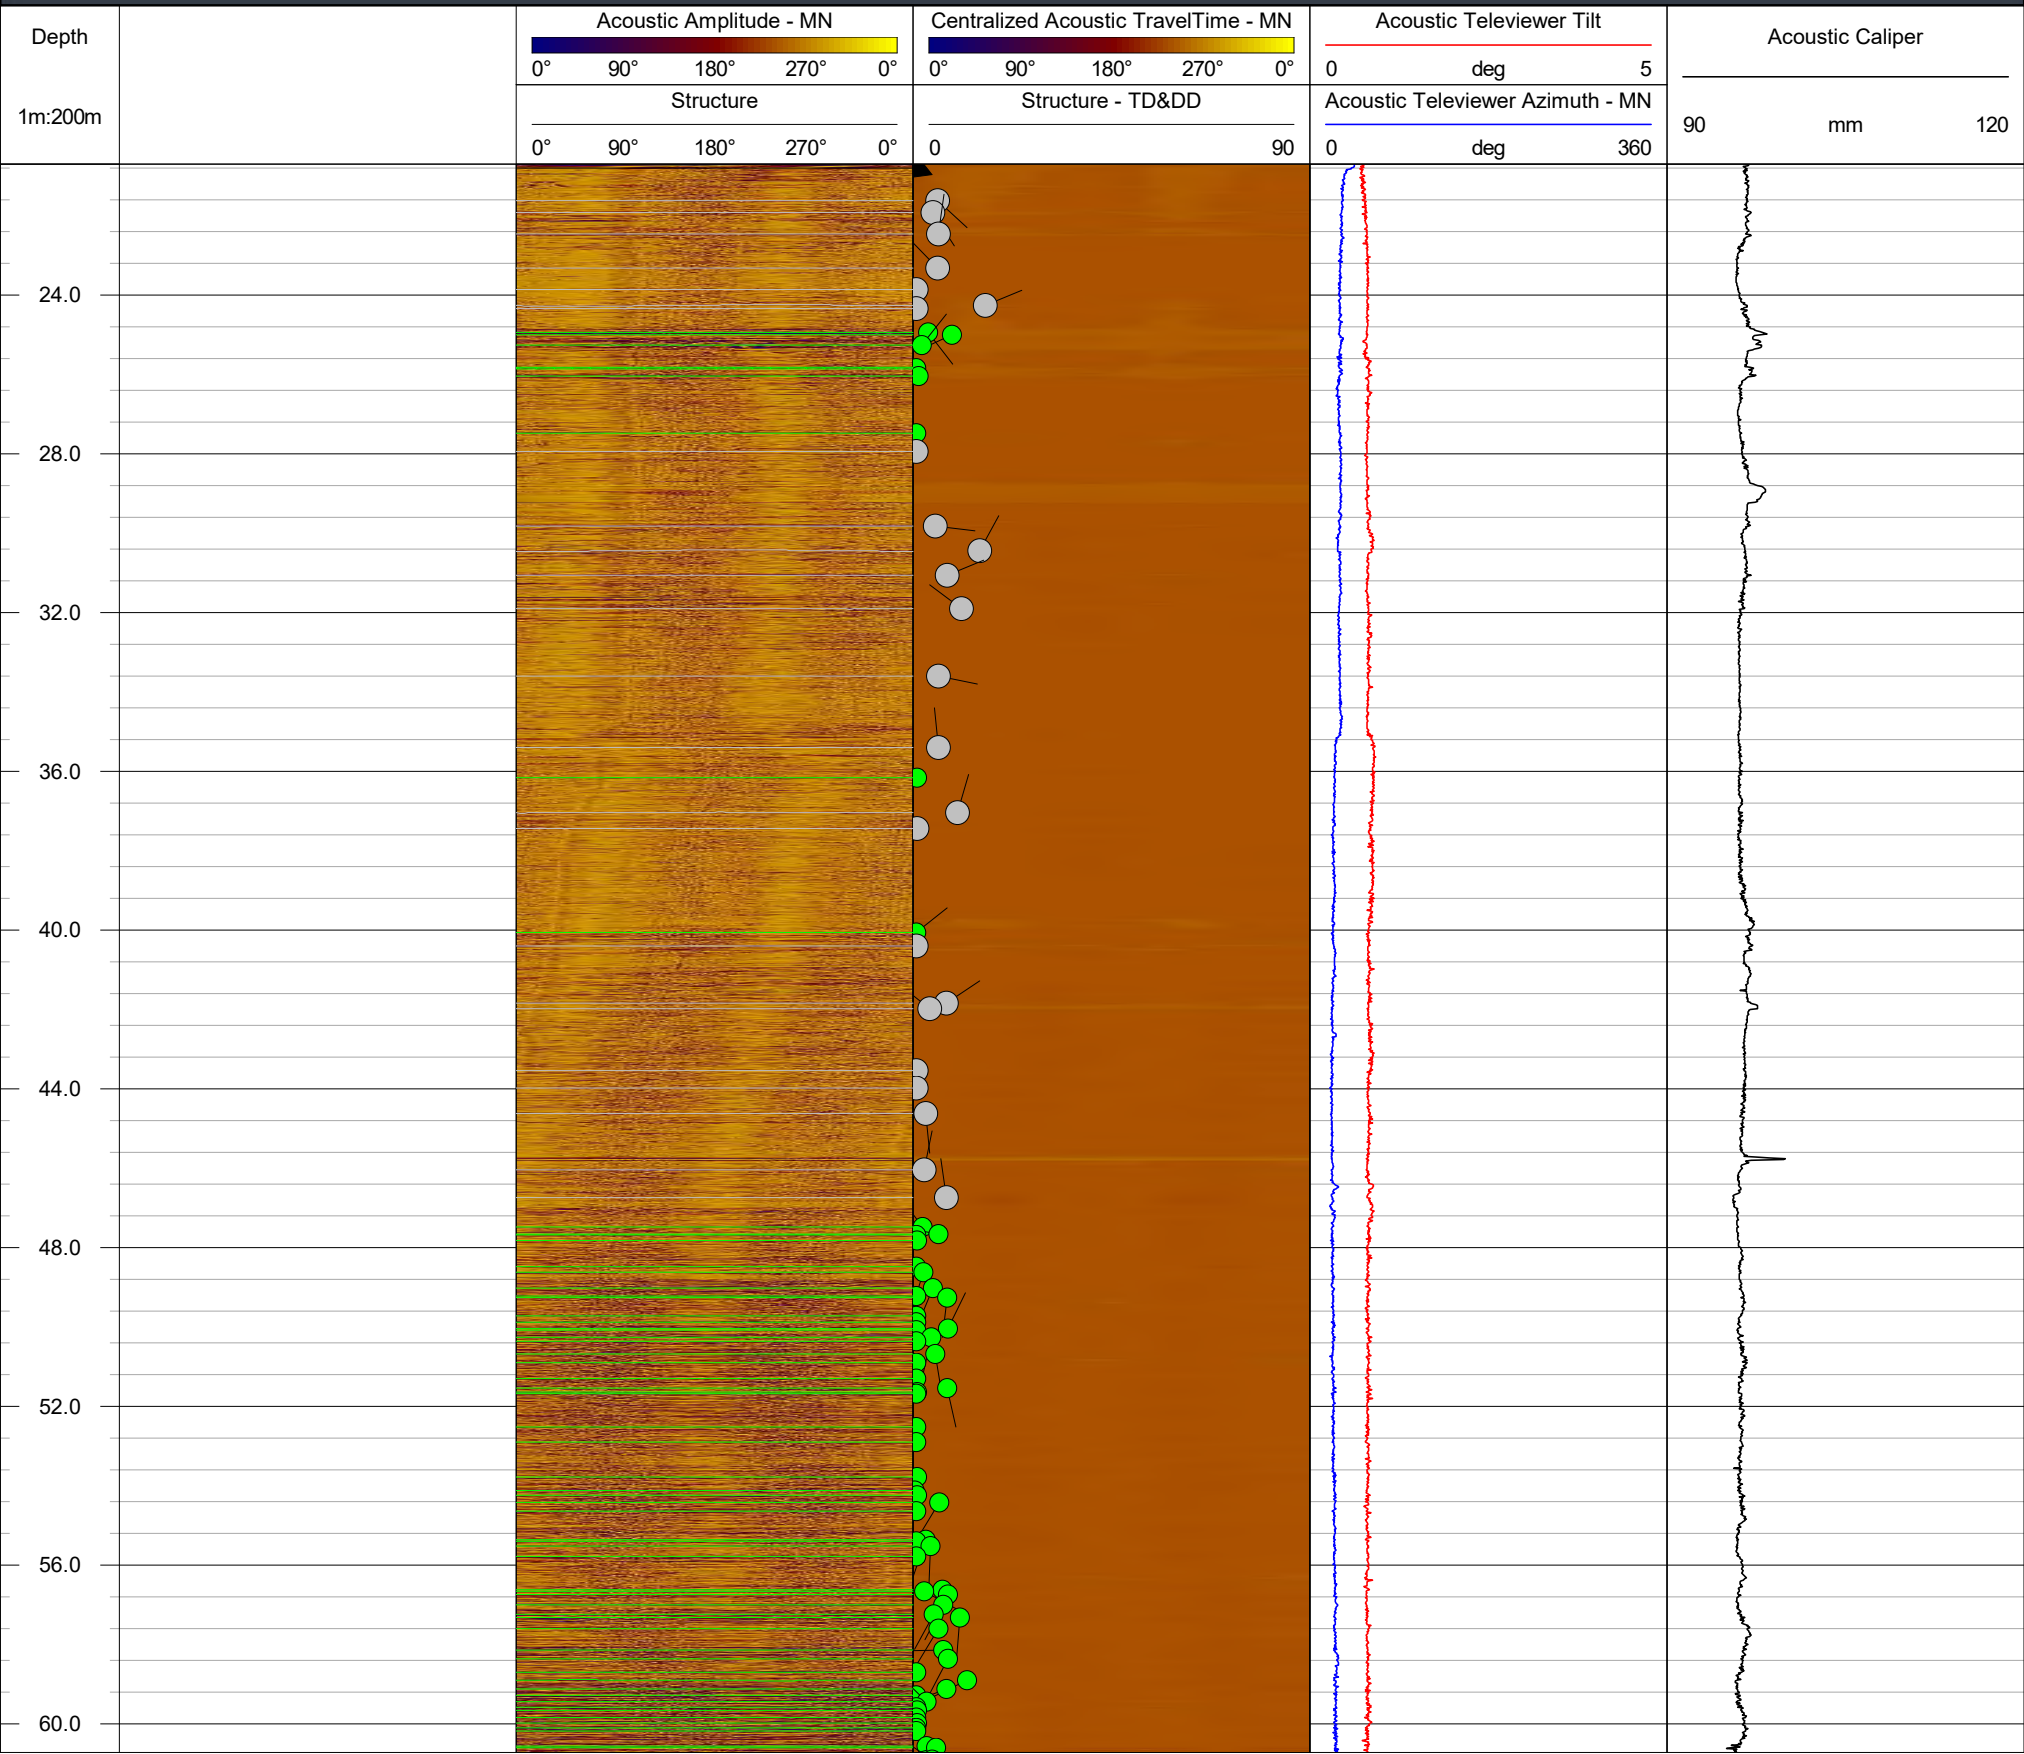 Depth
1m:200m
Acoustic Amplitude - MN
0° 90° 180° 270° 0°
Structure
0° 90° 180° 270° 0°
Centralized Acoustic TravelTime - MN
0° 90° 180° 270° 0°
Structure - TD&DD
0 90
Acoustic Televiewer Tilt
0 deg 5
Acoustic Televiewer Azimuth - MN
0 deg 360
Acoustic Caliper
90 mm 120
24.0
28.0
32.0
36.0
40.0
44.0
48.0
52.0
56.0
60.0